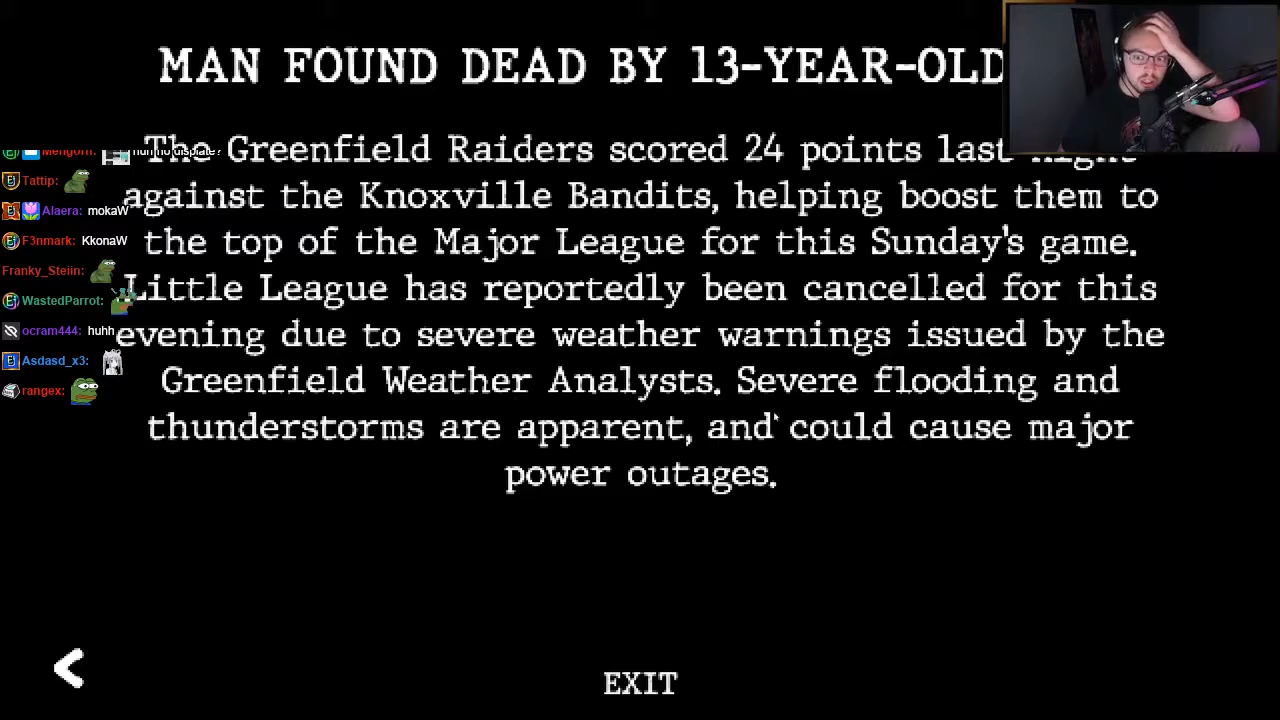 MAN FOUND DEAD BY 13-YEAR-OLD
The Greenfield Raiders scored 24 points last night
against the Knoxville Bandits, helping boost them to
the top of the Major League for this Sunday's game.
Little League has reportedly been cancelled for this
evening due to severe weather warnings issued by the
Greenfield Weather Analysts. Severe flooding and
thunderstorms are apparent, and could cause major
power outages.
EXIT
Tattip:
Alaera: mokaW
F3nmark: KkonaW
Franky_Steiin:
WastedParrot:
ocram444: huhh
Asdasd_x3:
rangex: